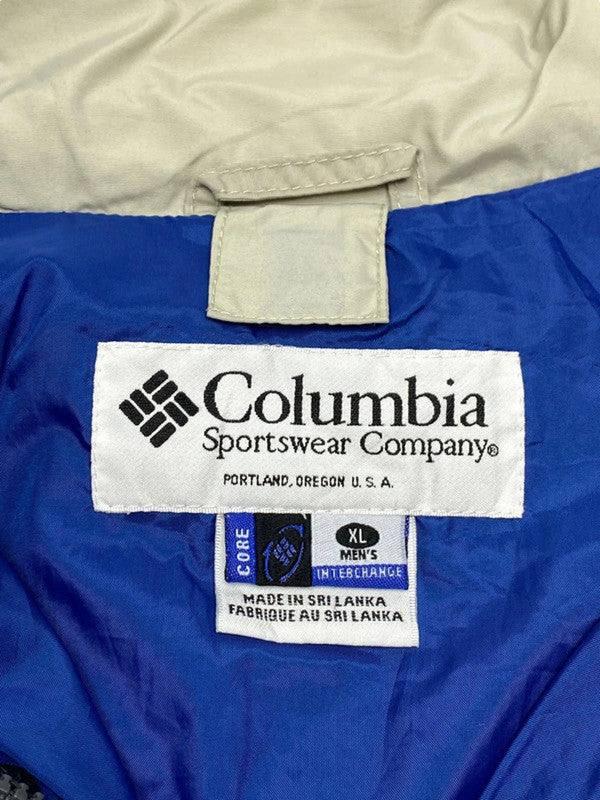 Columbia
Sportswear Company®
PORTLAND, OREGON U. S. A.
CORE
XL
MEN'S
INTERCHANGE
MADE IN SRI LANKA
FABRIQUE AU SRI LANKA